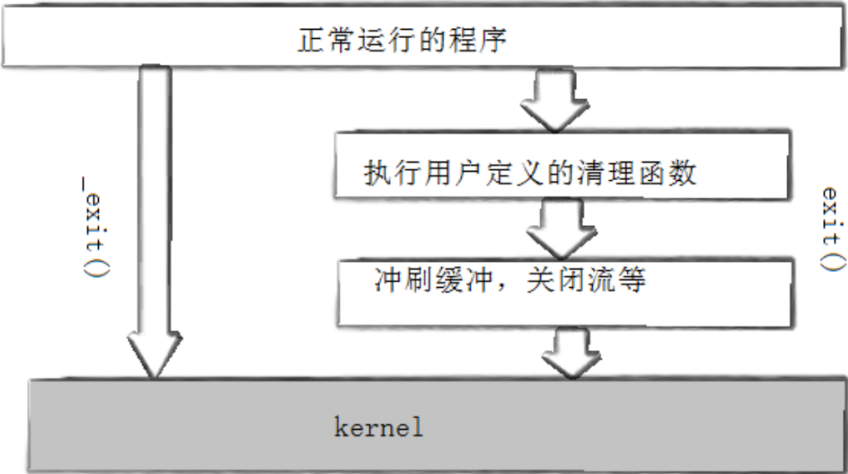 正常运行的程序
执行用户定义的清理函数
_exit()
exit()
冲刷缓冲，关闭流等
kernel